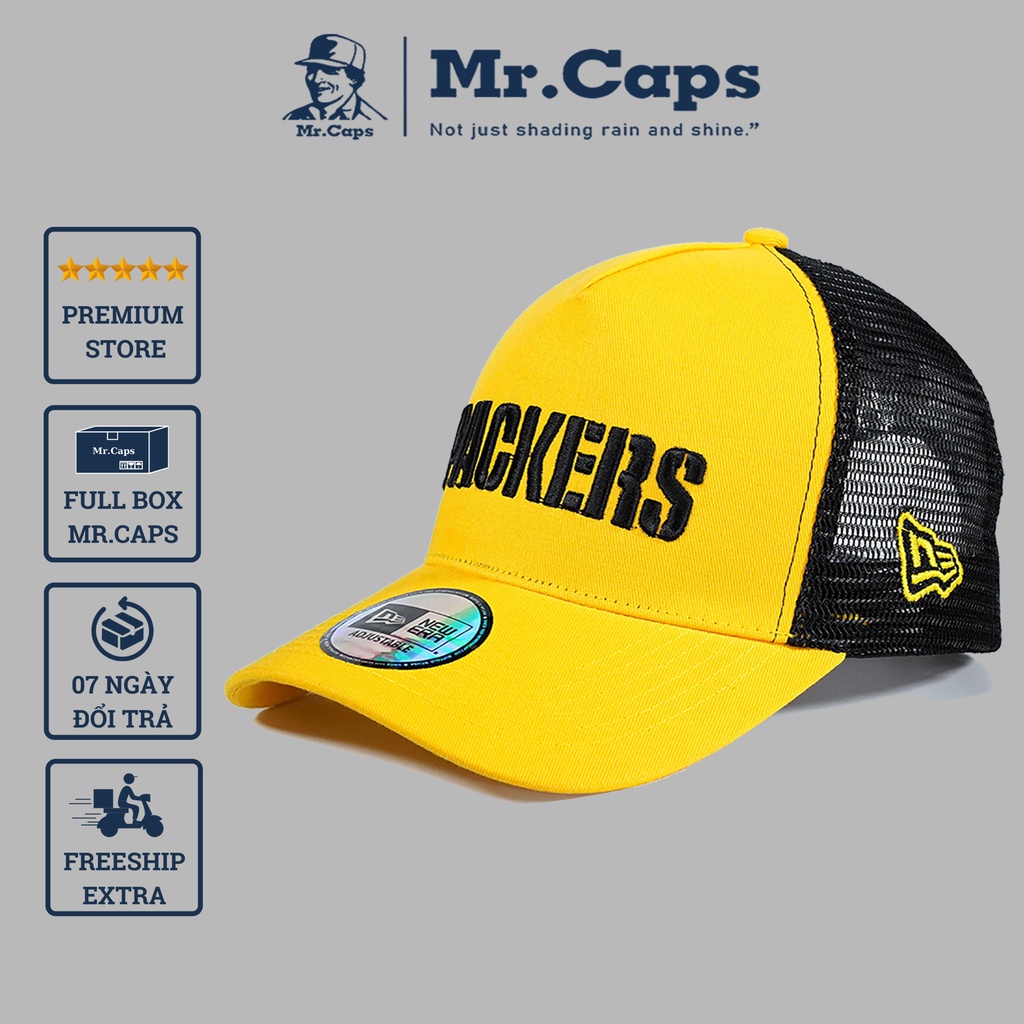 Mr.Caps
Mr.Caps
Not just shading rain and shine.”
PREMIUM
STORE
Mr.Caps
FULL BOX
MR.CAPS
07 NGÀY
ĐỔI TRẢ
FREESHIP
EXTRA
PACKERS
NEW
ERA
ADJUSTABLE